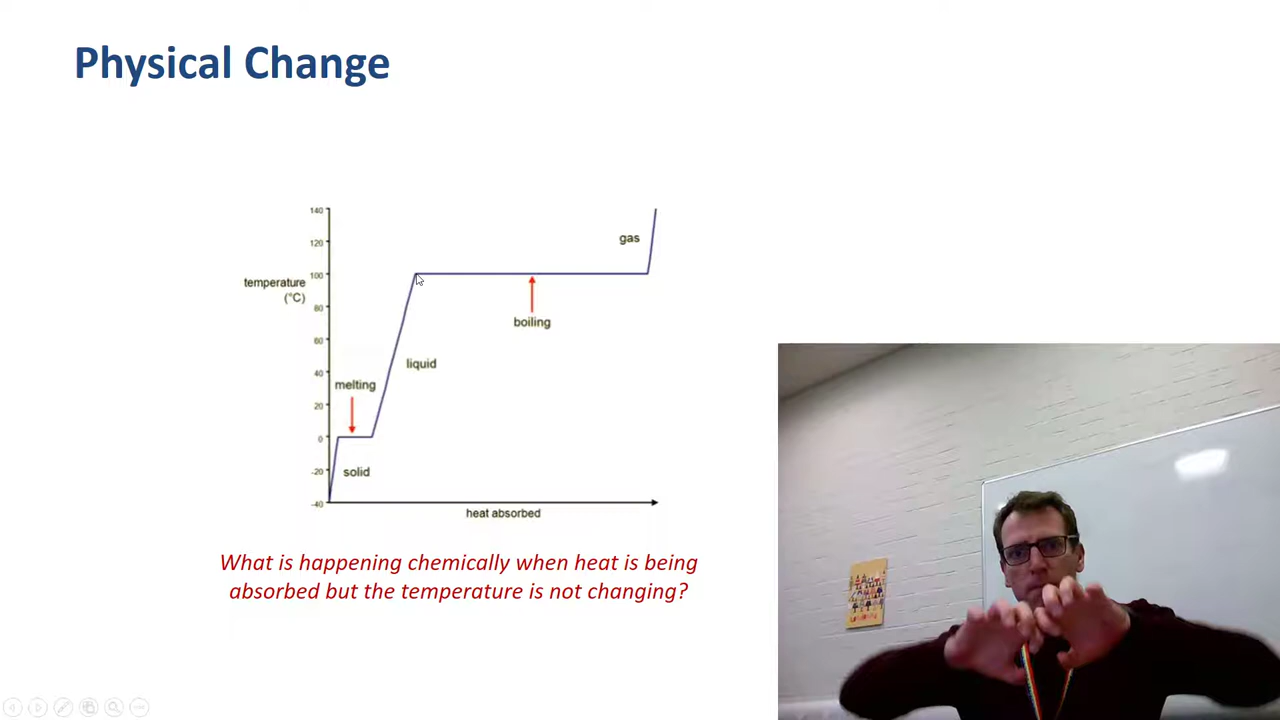 Physical Change
140
120
100
80
60
40
20
0
-20
-40
temperature
(°C)
gas
boiling
liquid
melting
solid
heat absorbed
What is happening chemically when heat is being
absorbed but the temperature is not changing?